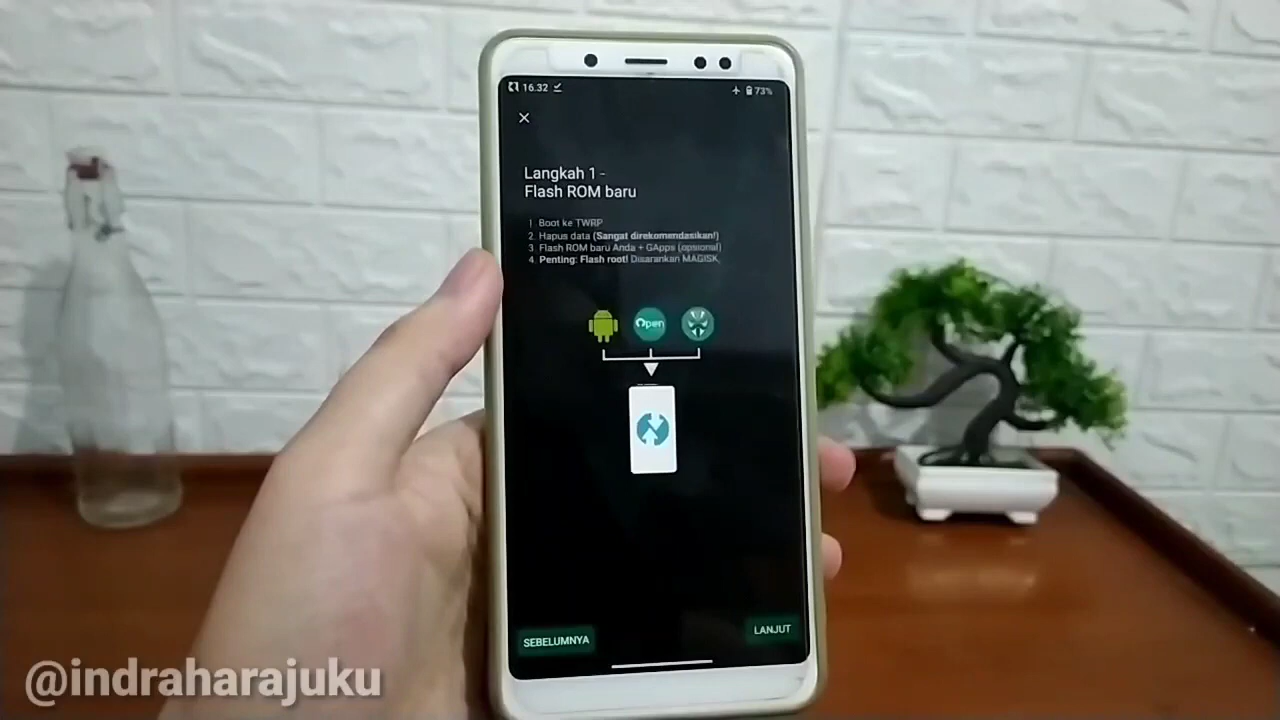 16.32
73%
Langkah 1 -
Flash ROM baru
1 Boot ke TWRP
2. Hapus data (Sangat direkomendasikan!)
3. Flash ROM baru Anda + GApps (opsional)
4. Penting: Flash root! Disarankan MAGISK,
Open
SEBELUMNYA
LANJUT
@indraharajuku